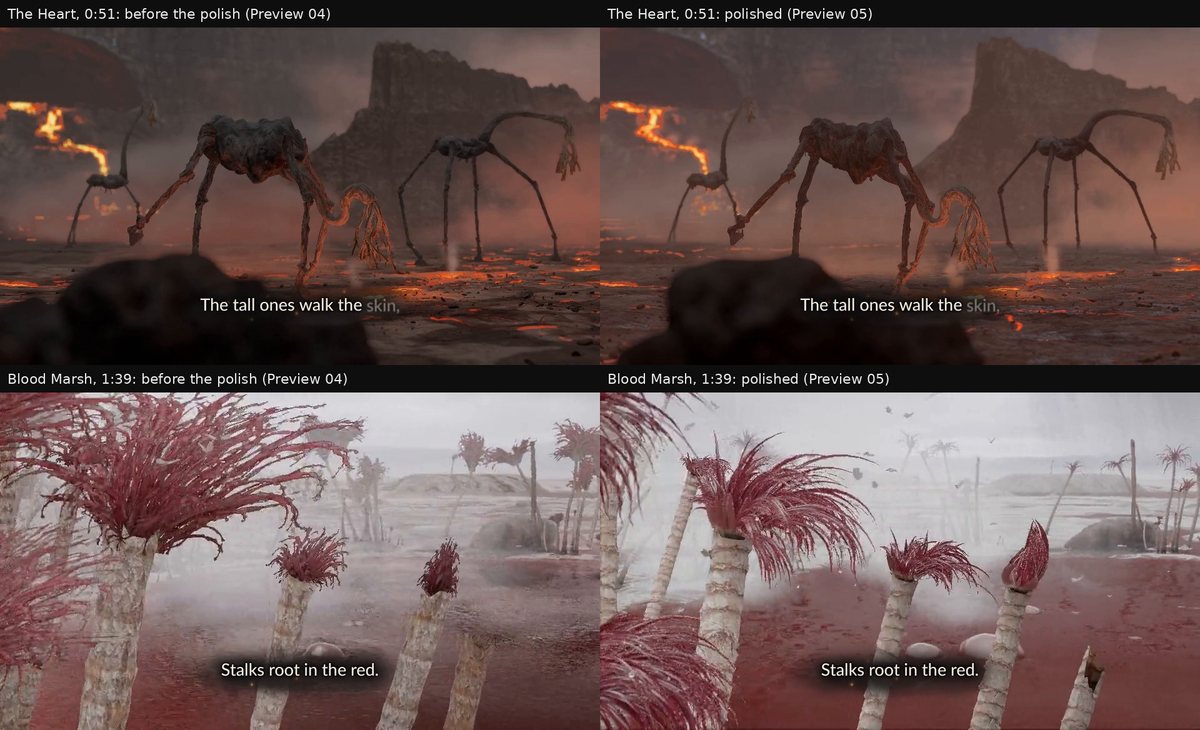 The Heart, 0:51: before the polish (Preview 04)
The Heart, 0:51: polished (Preview 05)
The tall ones walk the skin,
The tall ones walk the skin,
Blood Marsh, 1:39: before the polish (Preview 04)
Blood Marsh, 1:39: polished (Preview 05)
Stalks root in the red.
Stalks root in the red.